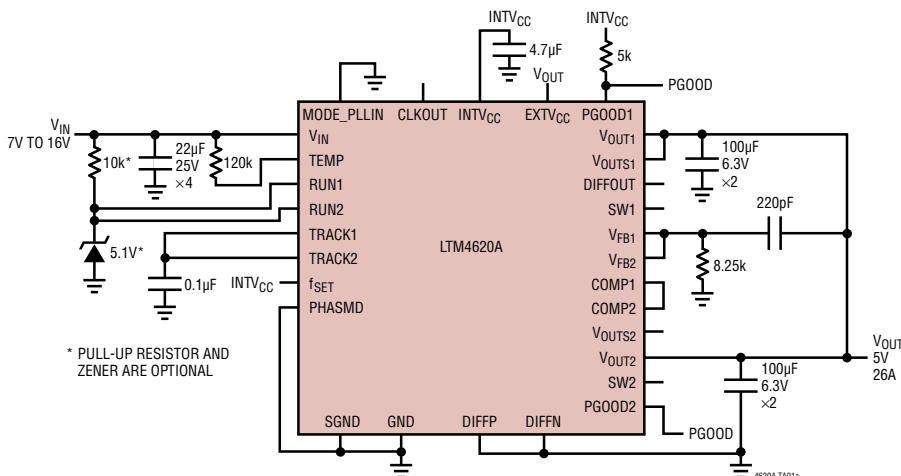 INTVCC
INTVCC
4.7µF
5k
VOUT
PGOOD
MODE_PLLIN CLKOUT INTVCC EXTVCC PGOOD1
VIN
7V TO 16V
10k*
22µF
25V
×4
120k
5.1V*
0.1µF
INTVCC
VIN
TEMP
RUN1
RUN2
TRACK1
TRACK2
fSET
PHASMD
LTM4620A
VOUT1
VOUTS1
DIFFOUT
SW1
VFB1
VFB2
COMP1
COMP2
VOUTS2
VOUT2
SW2
PGOOD2
100µF
6.3V
×2
220pF
8.25k
VOUT
5V
26A
100µF
6.3V
×2
PGOOD
SGND GND DIFFP DIFFN
* PULL-UP RESISTOR AND
ZENER ARE OPTIONAL
4620A TA01a